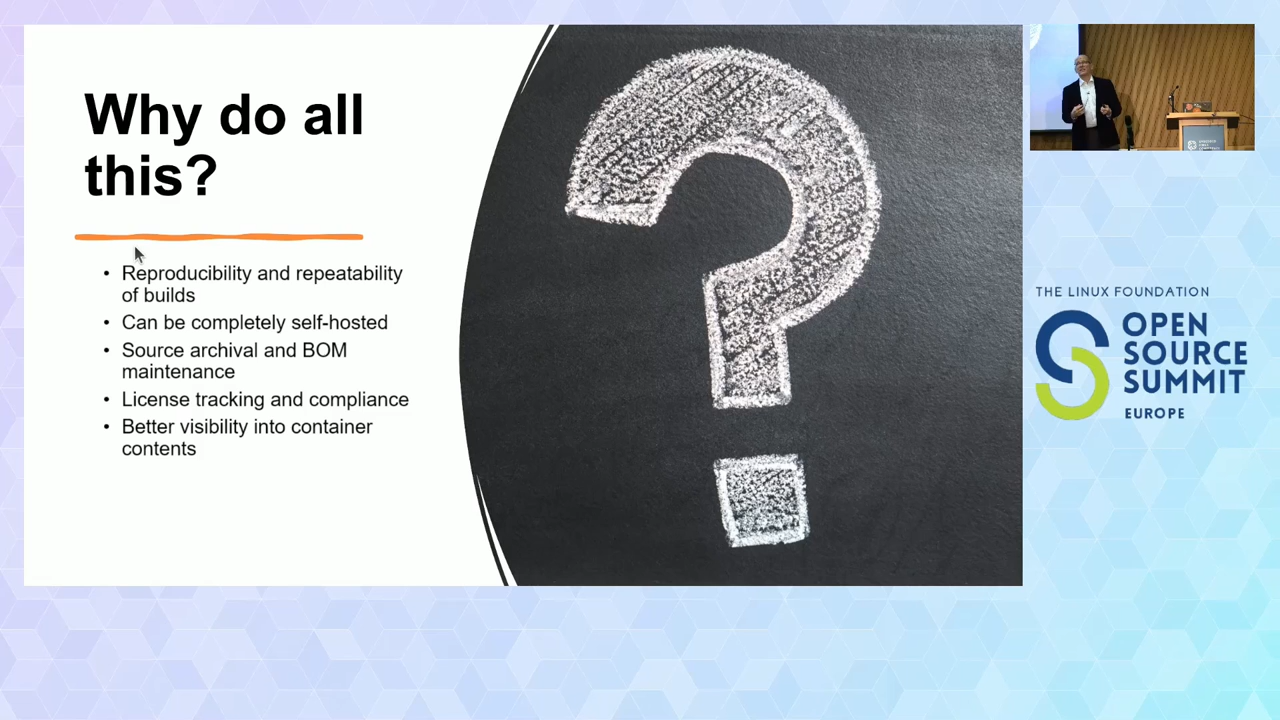 Why do all
this?
• Reproducibility and repeatability
of builds
• Can be completely self-hosted
• Source archival and BOM
maintenance
• License tracking and compliance
• Better visibility into container
contents
THE LINUX FOUNDATION
OPEN
SOURCE
SUMMIT
EUROPE